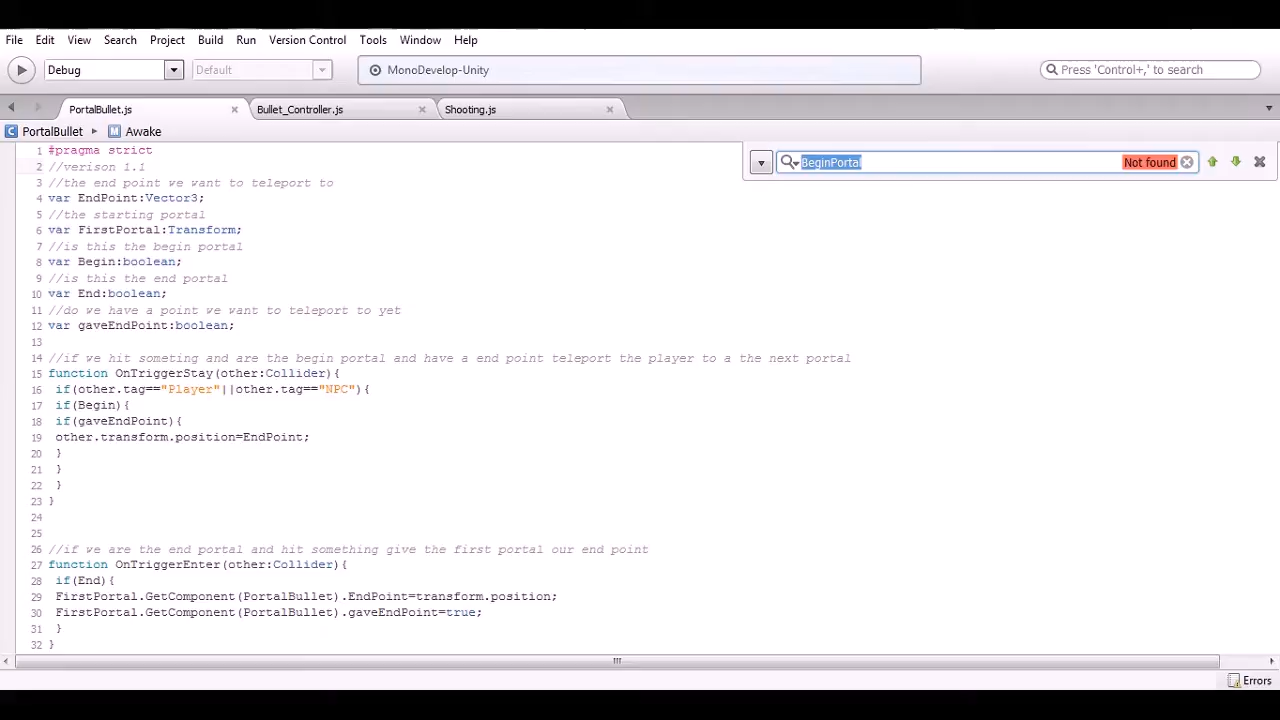 File Edit View Search Project Build Run Version Control Tools Window Help
Debug Default MonoDevelop-Unity Press 'Control+,' to search
PortalBullet.js Bullet_Controller.js Shooting.js
C PortalBullet M Awake
BeginPortal Not found
1 #pragma strict
2 //verison 1.1
3 //the end point we want to teleport to
4 var EndPoint:Vector3;
5 //the starting portal
6 var FirstPortal:Transform;
7 //is this the begin portal
8 var Begin:boolean;
9 //is this the end portal
10 var End:boolean;
11 //do we have a point we want to teleport to yet
12 var gaveEndPoint:boolean;
13
14 //if we hit someting and are the begin portal and have a end point teleport the player to a the next portal
15 function OnTriggerStay(other:Collider){
16 if(other.tag=="Player"||other.tag=="NPC"){
17 if(Begin){
18 if(gaveEndPoint){
19 other.transform.position=EndPoint;
20 }
21 }
22 }
23 }
24
25
26 //if we are the end portal and hit something give the first portal our end point
27 function OnTriggerEnter(other:Collider){
28 if(End){
29 FirstPortal.GetComponent(PortalBullet).EndPoint=transform.position;
30 FirstPortal.GetComponent(PortalBullet).gaveEndPoint=true;
31 }
32 }
Errors